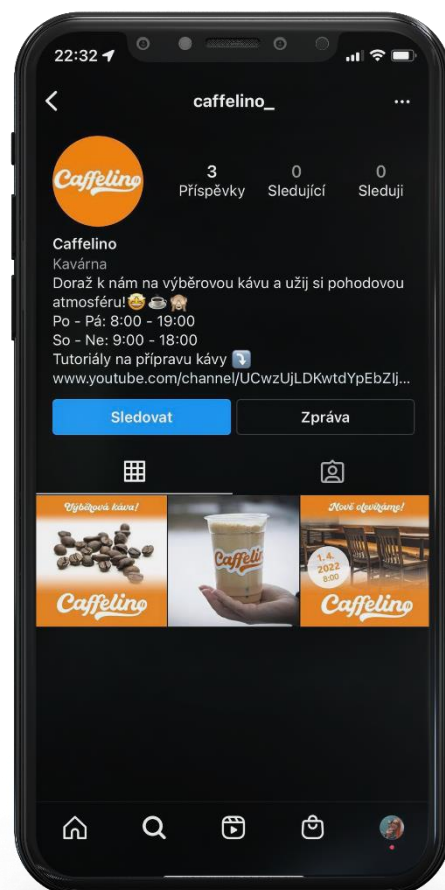 22:32
caffelino_
Caffelino
3
Příspěvky
0
Sledující
0
Sleduji
Caffelino
Kavárna
Doraž k nám na výběrovou kávu a užij si pohodovou
atmosféru!🤩☕🙈
Po - Pá: 8:00 - 19:00
So - Ne: 9:00 - 18:00
Tutoriály na přípravu kávy ⤵️
www.youtube.com/channel/UCwzUjLDKwtdYpEbZIj...
Sledovat
Zpráva
Výběrová káva!
Caffelino
Caffelin
Nově otevíráme!
1. 4.
2022
8:00
Caffelino